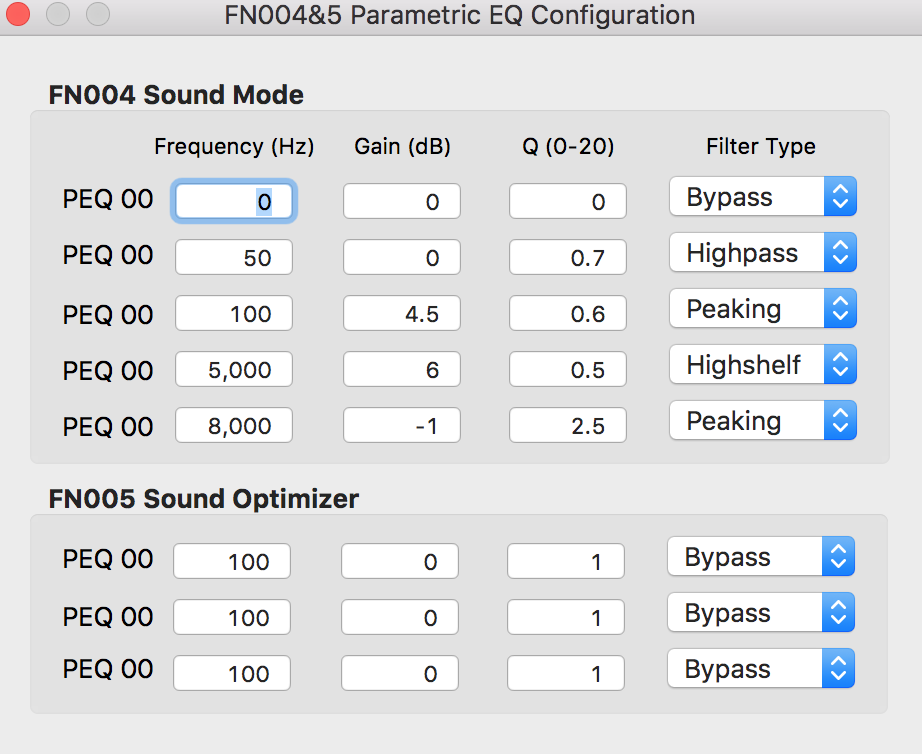 FN004&5 Parametric EQ Configuration
FN004 Sound Mode
Frequency (Hz) Gain (dB) Q (0-20) Filter Type
PEQ 00 0 0 0 Bypass
PEQ 00 50 0 0.7 Highpass
PEQ 00 100 4.5 0.6 Peaking
PEQ 00 5,000 6 0.5 Highshelf
PEQ 00 8,000 -1 2.5 Peaking
FN005 Sound Optimizer
PEQ 00 100 0 1 Bypass
PEQ 00 100 0 1 Bypass
PEQ 00 100 0 1 Bypass